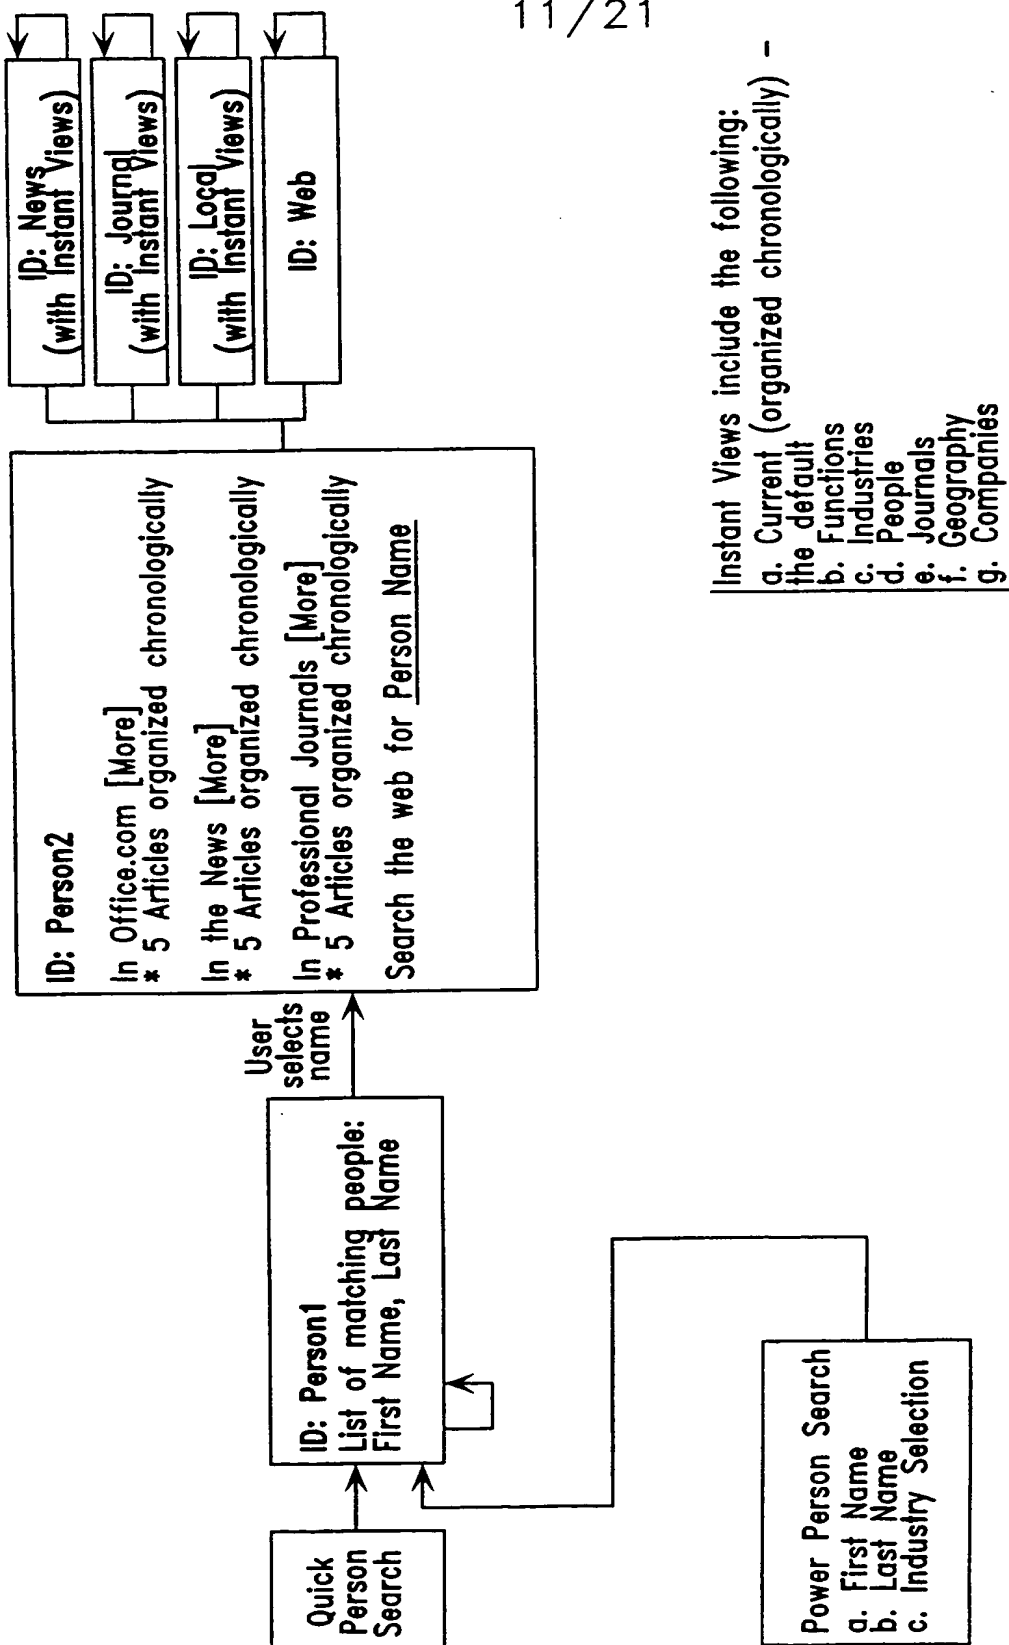 11/21
Quick
Person
Search
Power Person Search
a. First Name
b. Last Name
c. Industry Selection
ID: Person1
List of matching people:
First Name, Last Name
User
selects
name
ID: Person2
In Office.com [More]
* 5 Articles organized chronologically
In the News [More]
* 5 Articles organized chronologically
In Professional Journals [More]
* 5 Articles organized chronologically
Search the web for Person Name
ID: News
(with Instant Views)
ID: Journal
(with Instant Views)
ID: Local
(with Instant Views)
ID: Web
Instant Views include the following:
a. Current (organized chronologically) -
the default
b. Functions
c. Industries
d. People
e. Journals
f. Geography
g. Companies